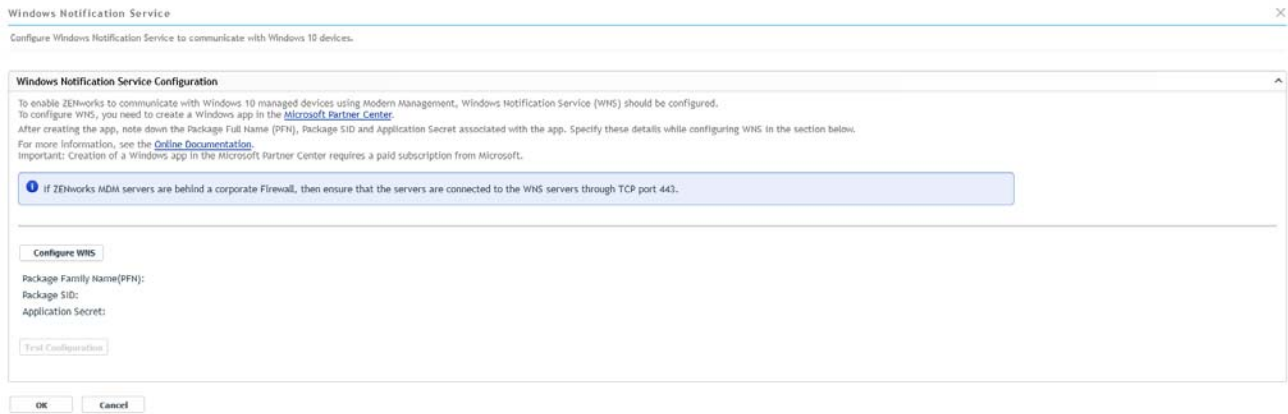 Windows Notification Service
Configure Windows Notification Service to communicate with Windows 10 devices.
Windows Notification Service Configuration
To enable ZENworks to communicate with Windows 10 managed devices using Modern Management, Windows Notification Service (WNS) should be configured.
To configure WNS, you need to create a Windows app in the Microsoft Partner Center.
After creating the app, note down the Package Full Name (PFN), Package SID and Application Secret associated with the app. Specify these details while configuring WNS in the section below.
For more information, see the Online Documentation.
Important: Creation of a Windows app in the Microsoft Partner Center requires a paid subscription from Microsoft.
If ZENworks MDM servers are behind a corporate Firewall, then ensure that the servers are connected to the WNS servers through TCP port 443.
Configure WNS
Package Family Name(PFN):
Package SID:
Application Secret:
Test Configuration
OK Cancel